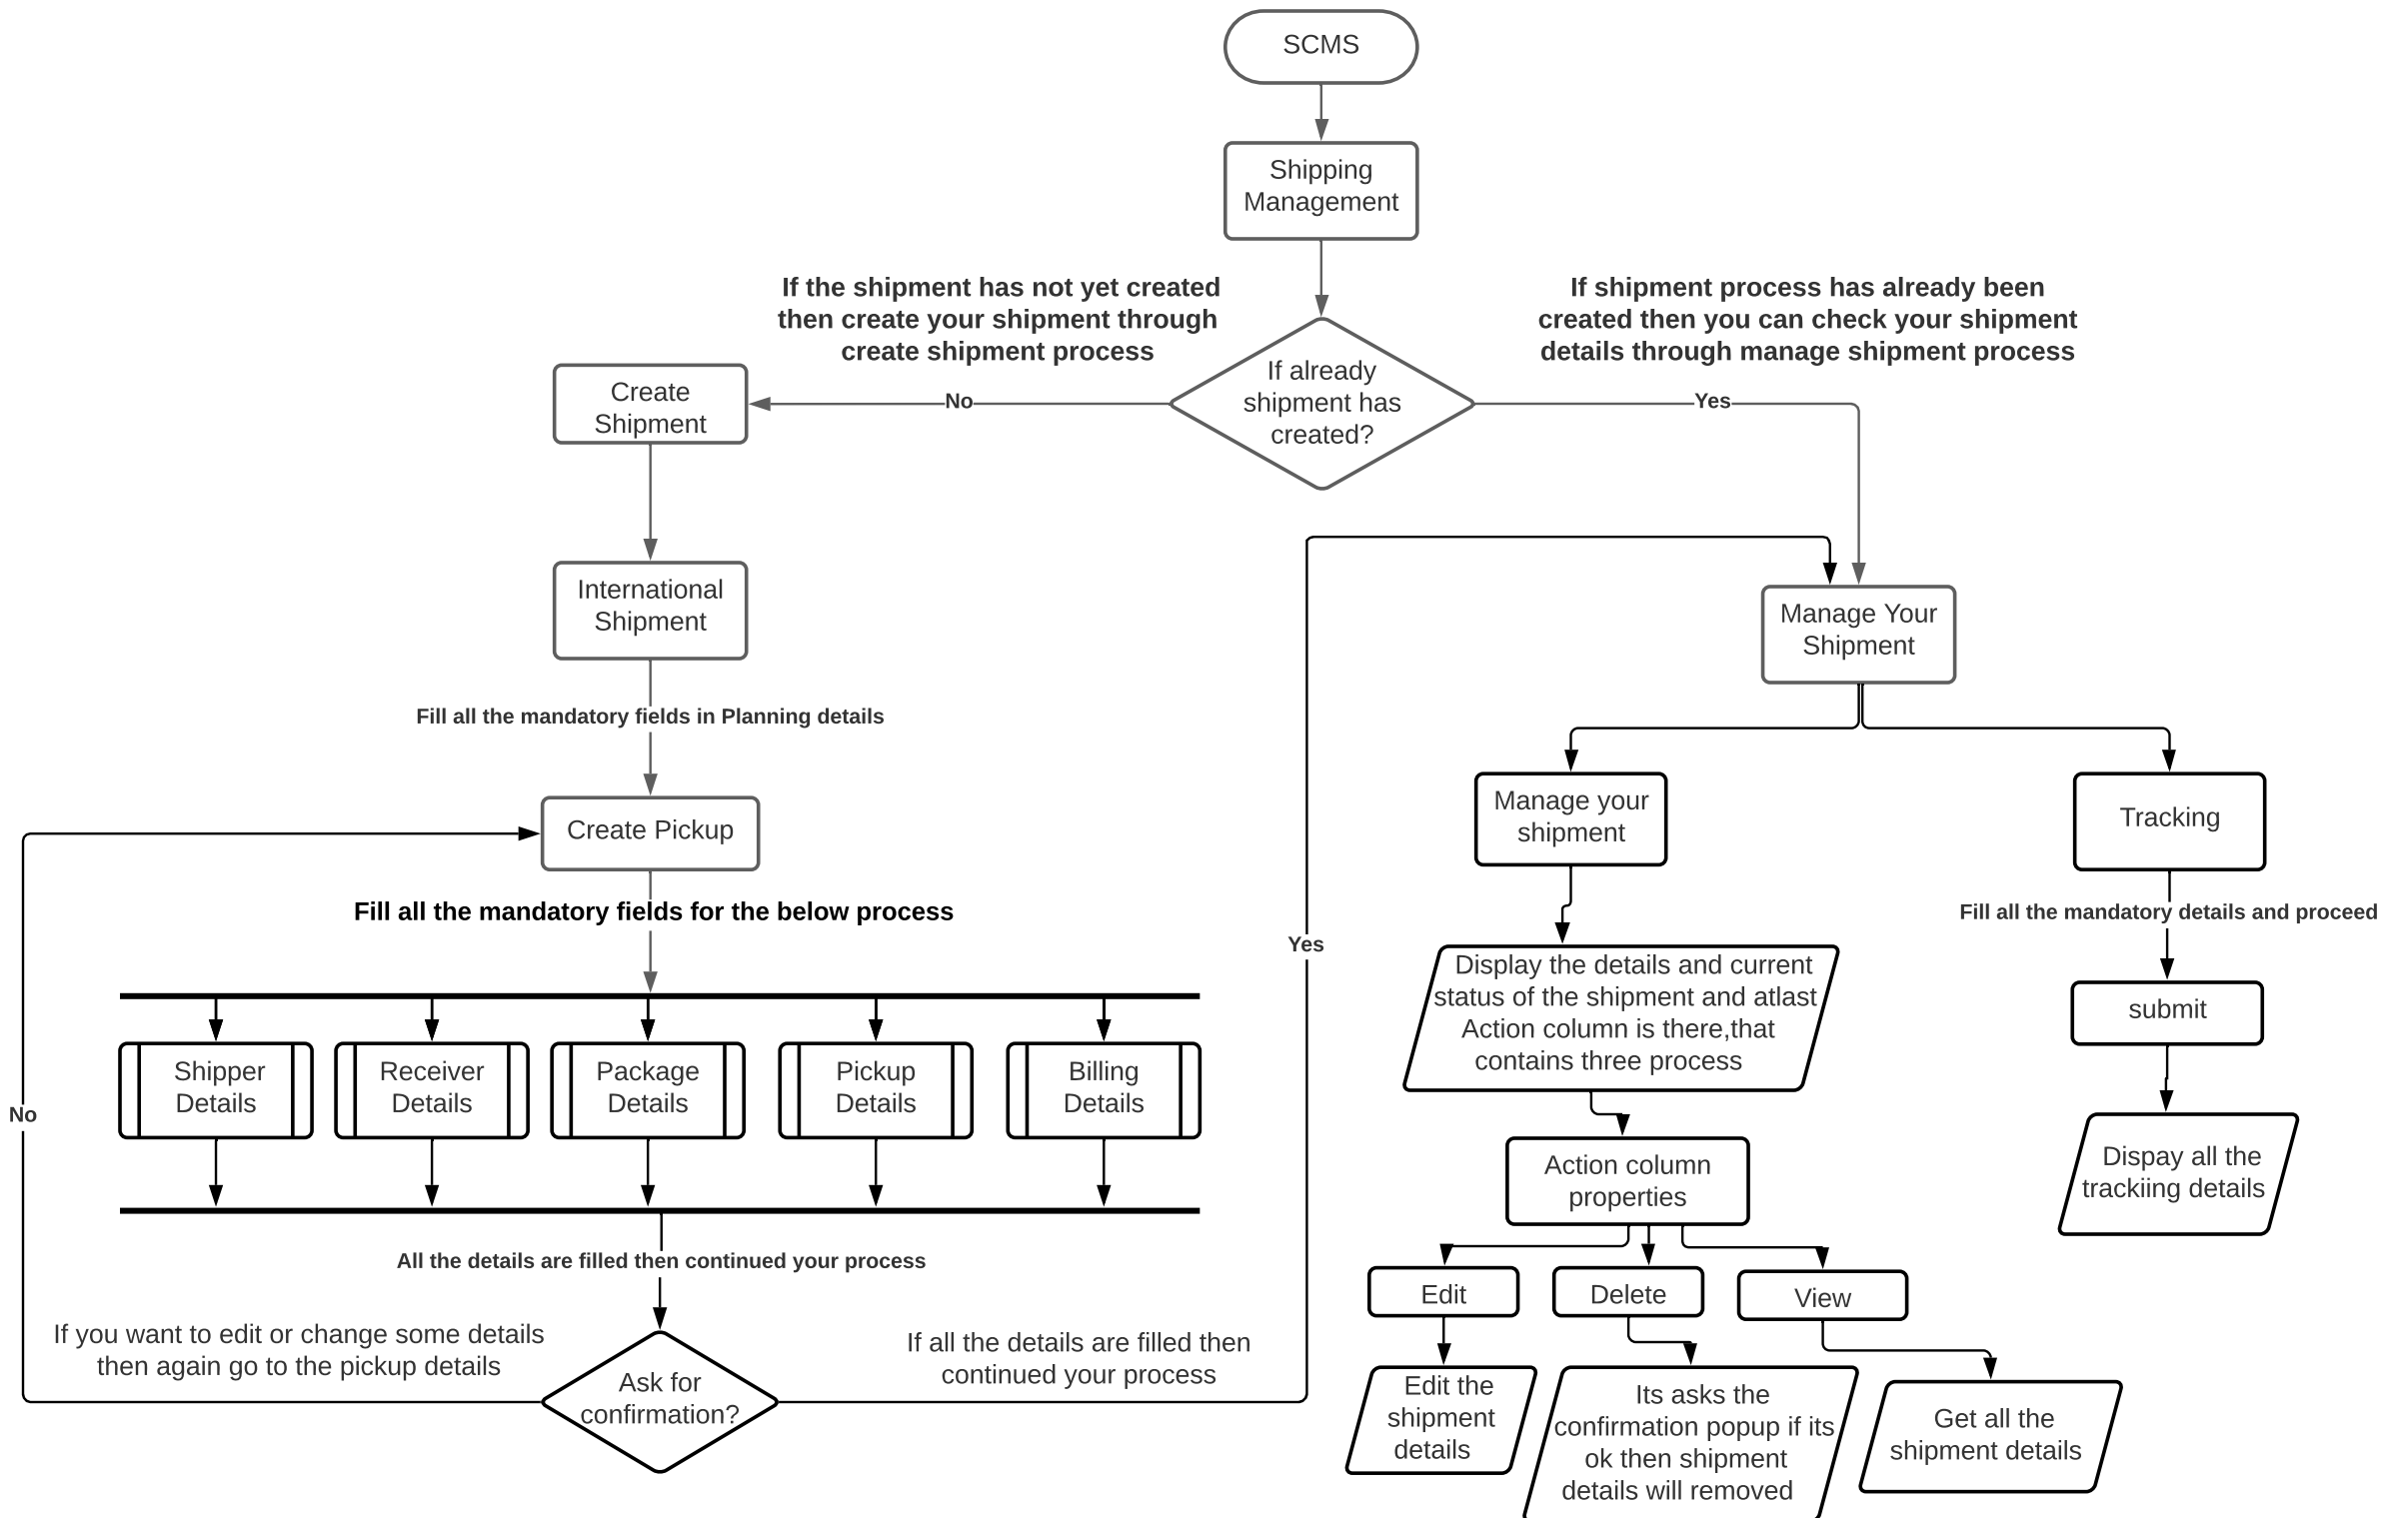 SCMS
Shipping
Management
If the shipment has not yet created
then create your shipment through
create shipment process
If shipment process has already been
created then you can check your shipment
details through manage shipment process
If already
shipment has
created?
No
Yes
Create
Shipment
International
Shipment
Fill all the mandatory fields in Planning details
Create Pickup
Fill all the mandatory fields for the below process
Shipper
Details
Receiver
Details
Package
Details
Pickup
Details
Billing
Details
No
All the details are filled then continued your process
If you want to edit or change some details
then again go to the pickup details
Ask for
confirmation?
If all the details are filled then
continued your process
Yes
Manage Your
Shipment
Manage your
shipment
Tracking
Fill all the mandatory details and proceed
submit
Dispay all the
trackiing details
Display the details and current
status of the shipment and atlast
Action column is there,that
contains three process
Action column
properties
Edit
Delete
View
Edit the
shipment
details
Its asks the
confirmation popup if its
ok then shipment
details will removed
Get all the
shipment details